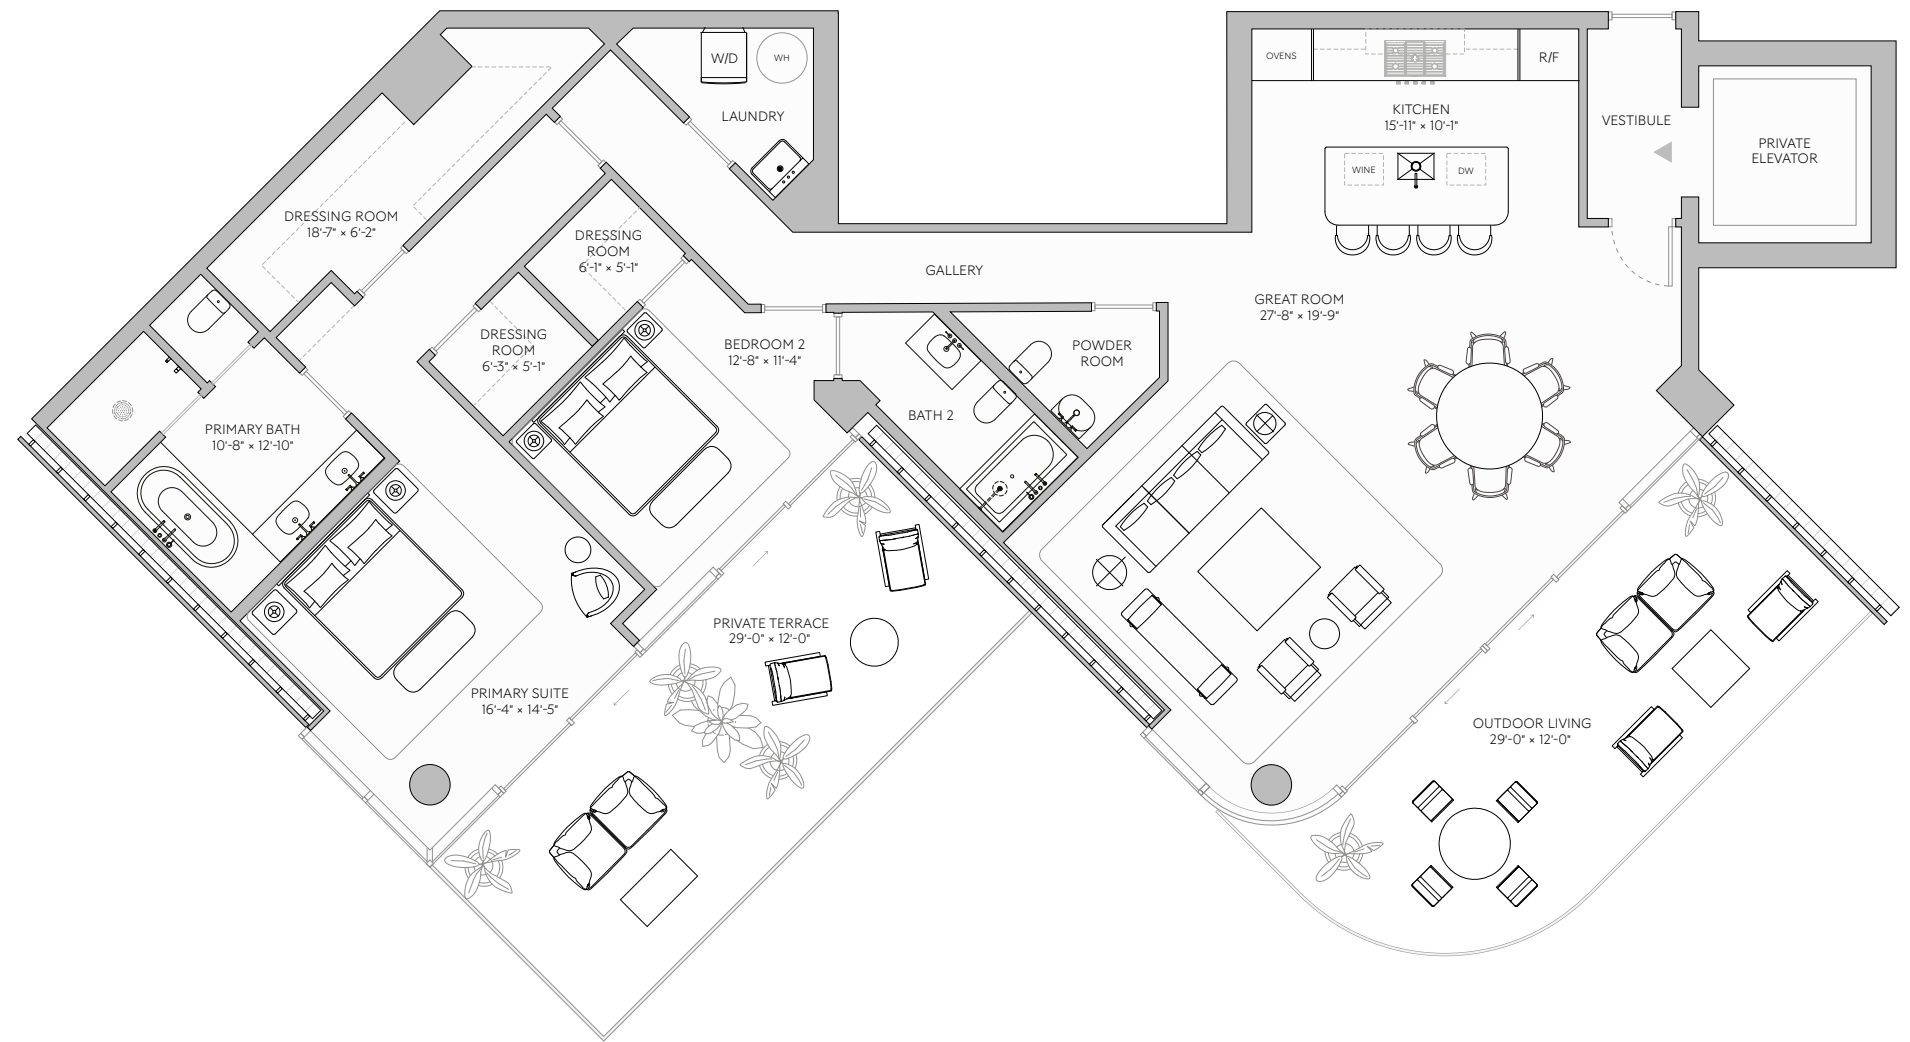 W/D
WH
LAUNDRY
OVENS
R/F
KITCHEN
15'-11" × 10'-1"
VESTIBULE
PRIVATE
ELEVATOR
WINE
DW
DRESSING ROOM
18'-7" × 6'-2"
DRESSING
ROOM
6'-1" × 5'-1"
GALLERY
GREAT ROOM
27'-8" × 19'-9"
DRESSING
ROOM
6'-3" × 5'-1"
BEDROOM 2
12'-8" × 11'-4"
POWDER
ROOM
BATH 2
PRIMARY BATH
10'-8" × 12'-10"
PRIVATE TERRACE
29'-0" × 12'-0"
PRIMARY SUITE
16'-4" × 14'-5"
OUTDOOR LIVING
29'-0" × 12'-0"